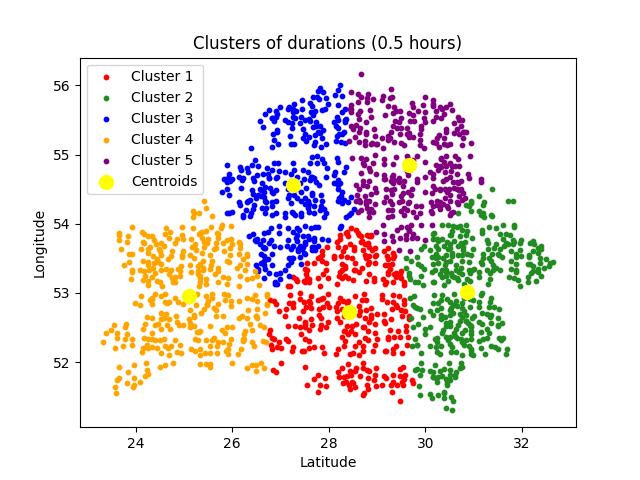 Clusters of durations (0.5 hours)
Cluster 1
Cluster 2
Cluster 3
Cluster 4
Cluster 5
Centroids
56
55
54
53
52
Longitude
24 26 28 30 32
Latitude